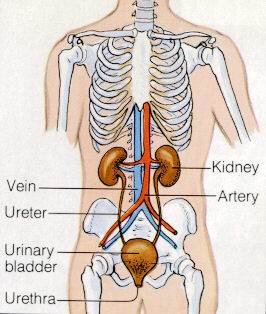 Kidney
Vein
Artery
Ureter
Urinary
bladder
Urethra